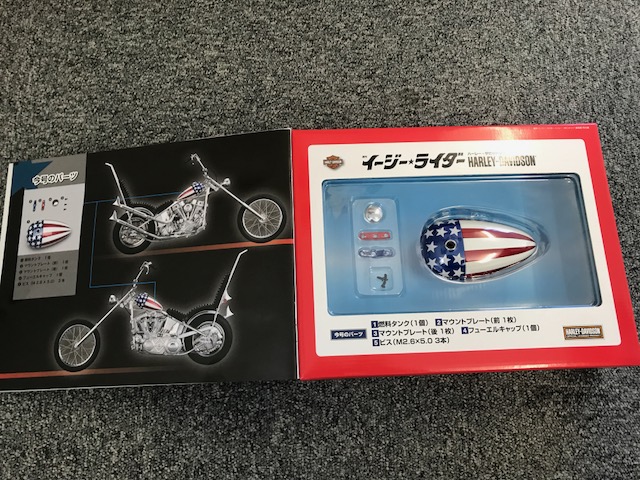 今号のパーツ
イージー★ライダー
HARLEY-DAVIDSON
今号のパーツ
1 燃料タンク(1個) 2 マウントプレート(前 1枚)
3 マウントプレート(後 1枚) 4 フューエルキャップ(1個)
5 ビス(M2.6×5.0 3本)
HARLEY-DAVIDSON